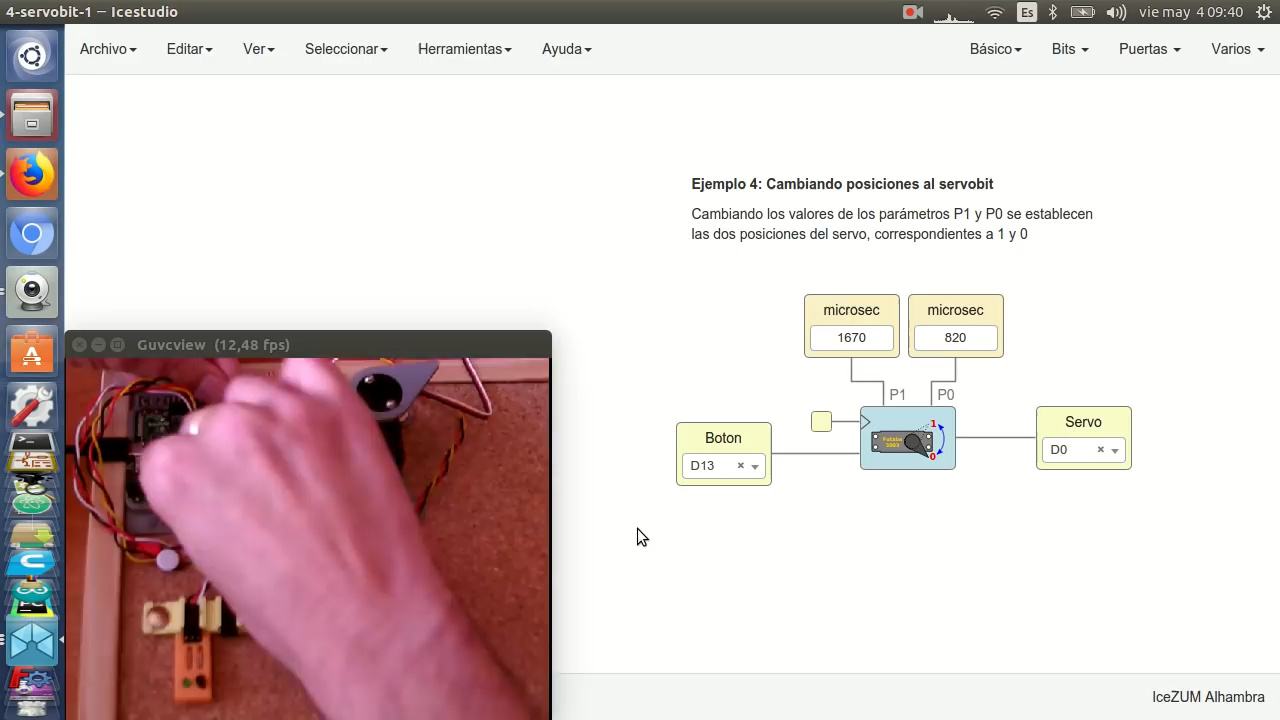 4-servobit-1 – Icestudio
Es
vie may 4 09:40
Archivo
Editar
Ver
Seleccionar
Herramientas
Ayuda
Básico
Bits
Puertas
Varios
Ejemplo 4: Cambiando posiciones al servobit
Cambiando los valores de los parámetros P1 y P0 se establecen
las dos posiciones del servo, correspondientes a 1 y 0
microsec
microsec
1670
820
Guvcview (12,48 fps)
P1
P0
Boton
D13
Futaba
3003
1
0
Servo
D0
IceZUM Alhambra